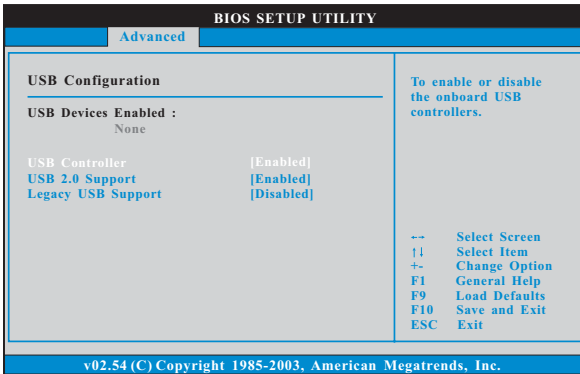 BIOS SETUP UTILITY
Advanced
USB Configuration
USB Devices Enabled :
None
USB Controller [Enabled]
USB 2.0 Support [Enabled]
Legacy USB Support [Disabled]
To enable or disable
the onboard USB
controllers.
←→ Select Screen
↑↓ Select Item
+- Change Option
F1 General Help
F9 Load Defaults
F10 Save and Exit
ESC Exit
v02.54 (C) Copyright 1985-2003, American Megatrends, Inc.